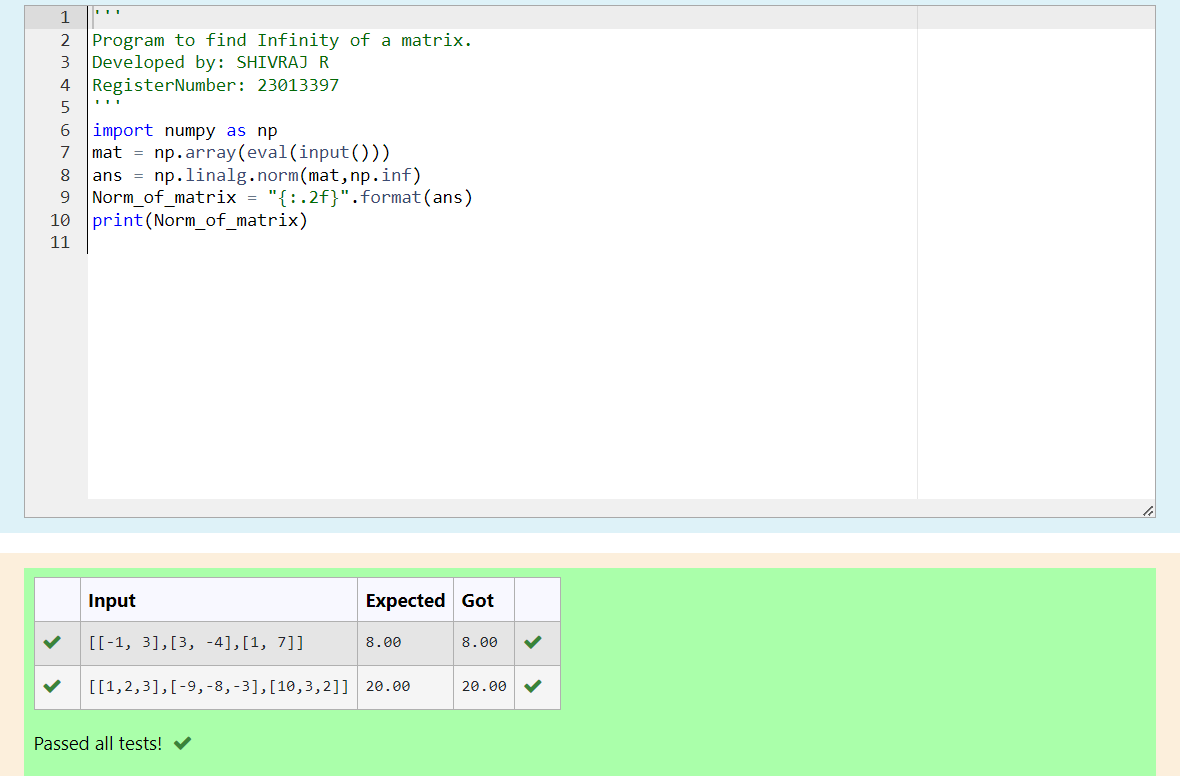 1 '''
2 Program to find Infinity of a matrix.
3 Developed by: SHIVRAJ R
4 RegisterNumber: 23013397
5 '''
6 import numpy as np
7 mat = np.array(eval(input()))
8 ans = np.linalg.norm(mat,np.inf)
9 Norm_of_matrix = "{:.2f}".format(ans)
10 print(Norm_of_matrix)
11
Input Expected Got
[[-1, 3],[3, -4],[1, 7]] 8.00 8.00
[[1,2,3],[-9,-8,-3],[10,3,2]] 20.00 20.00
Passed all tests!